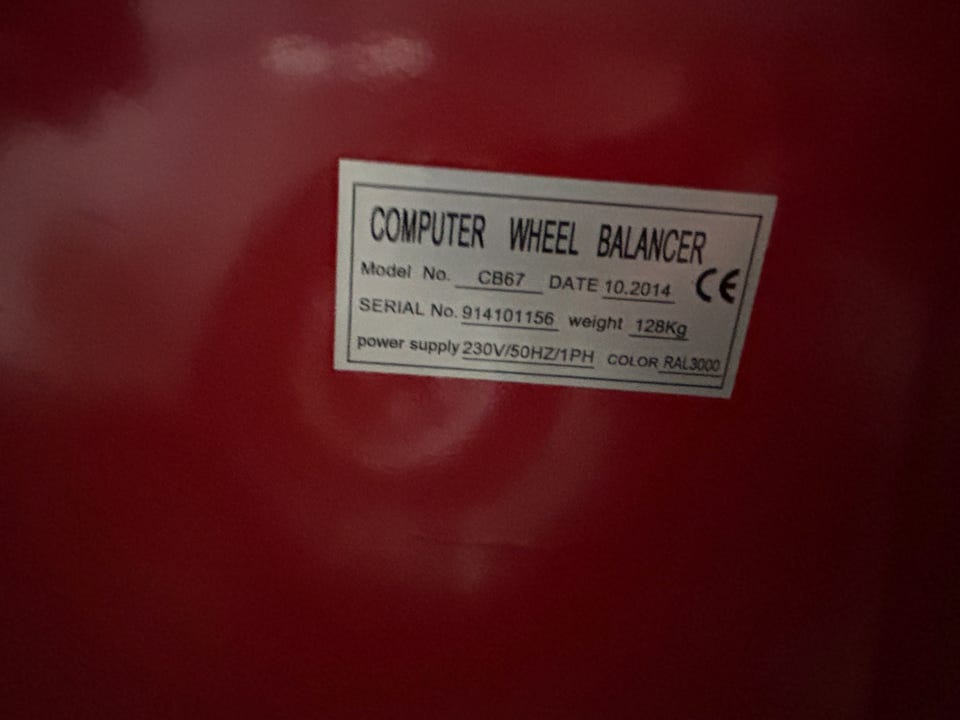 COMPUTER WHEEL BALANCER
Model No. CB67 DATE 10.2014 CE
SERIAL No. 914101156 weight 128Kg
power supply 230V/50HZ/1PH COLOR RAL3000